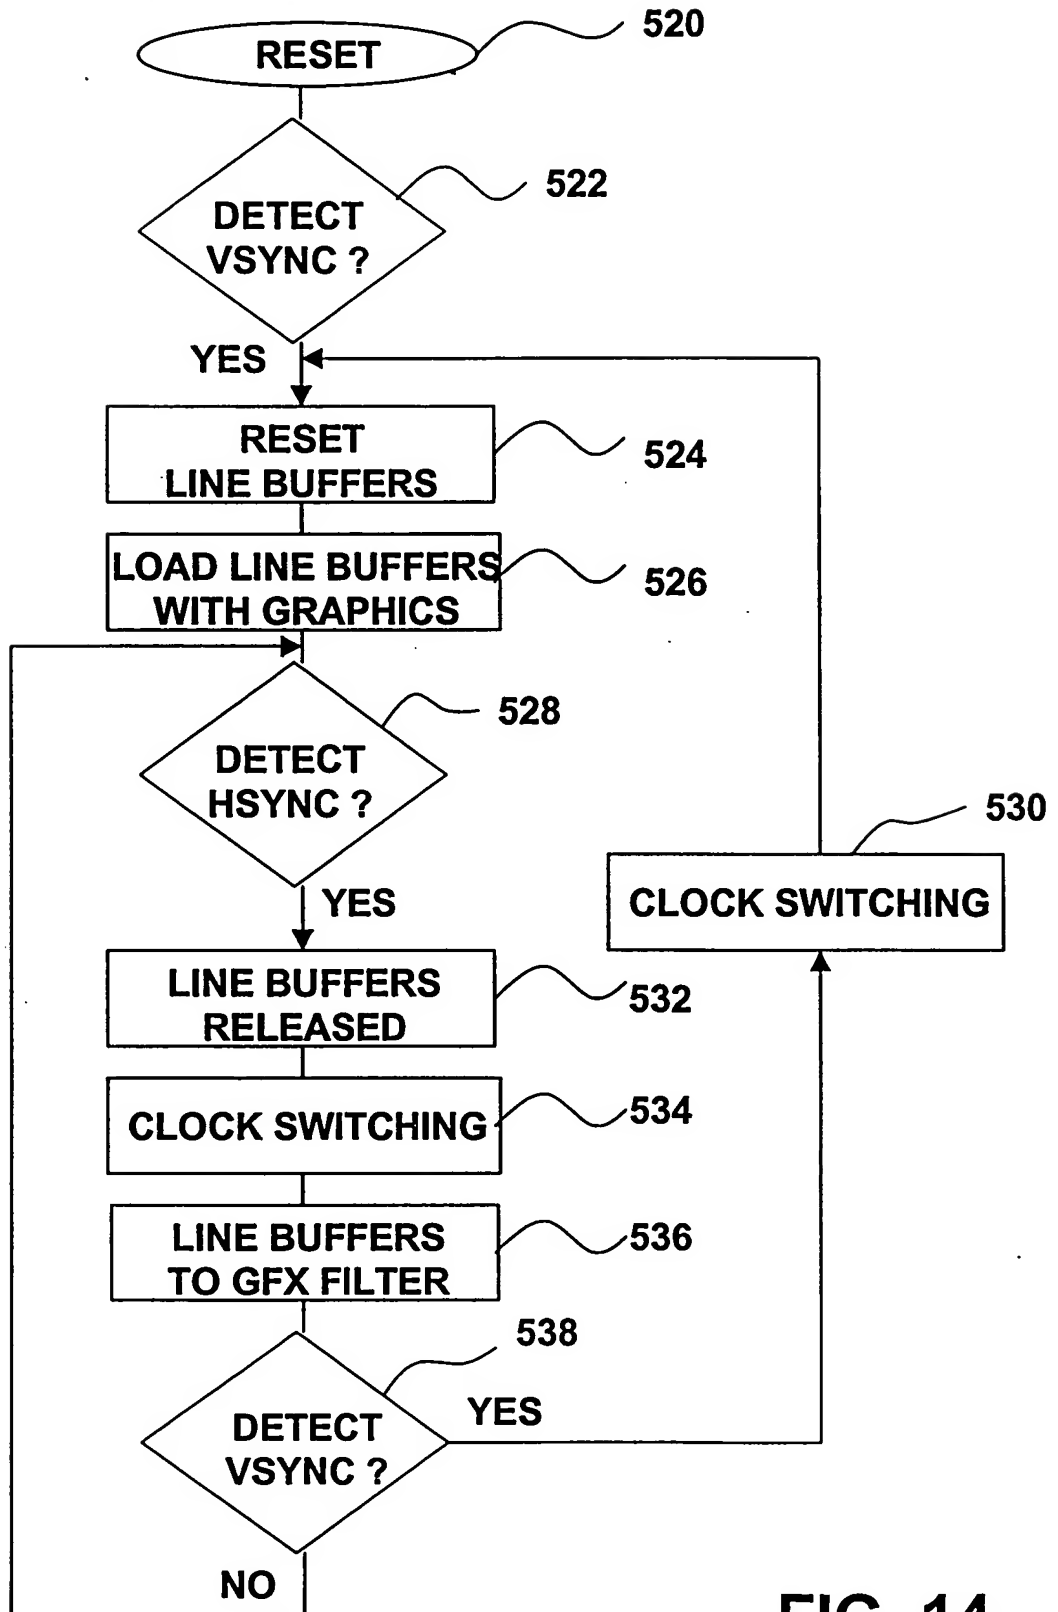 RESET
520
DETECT
VSYNC ?
522
YES
RESET
LINE BUFFERS
524
LOAD LINE BUFFERS
WITH GRAPHICS
526
DETECT
HSYNC ?
528
YES
530
CLOCK SWITCHING
LINE BUFFERS
RELEASED
532
CLOCK SWITCHING
534
LINE BUFFERS
TO GFX FILTER
536
538
DETECT
VSYNC ?
YES
NO
FIG. 14